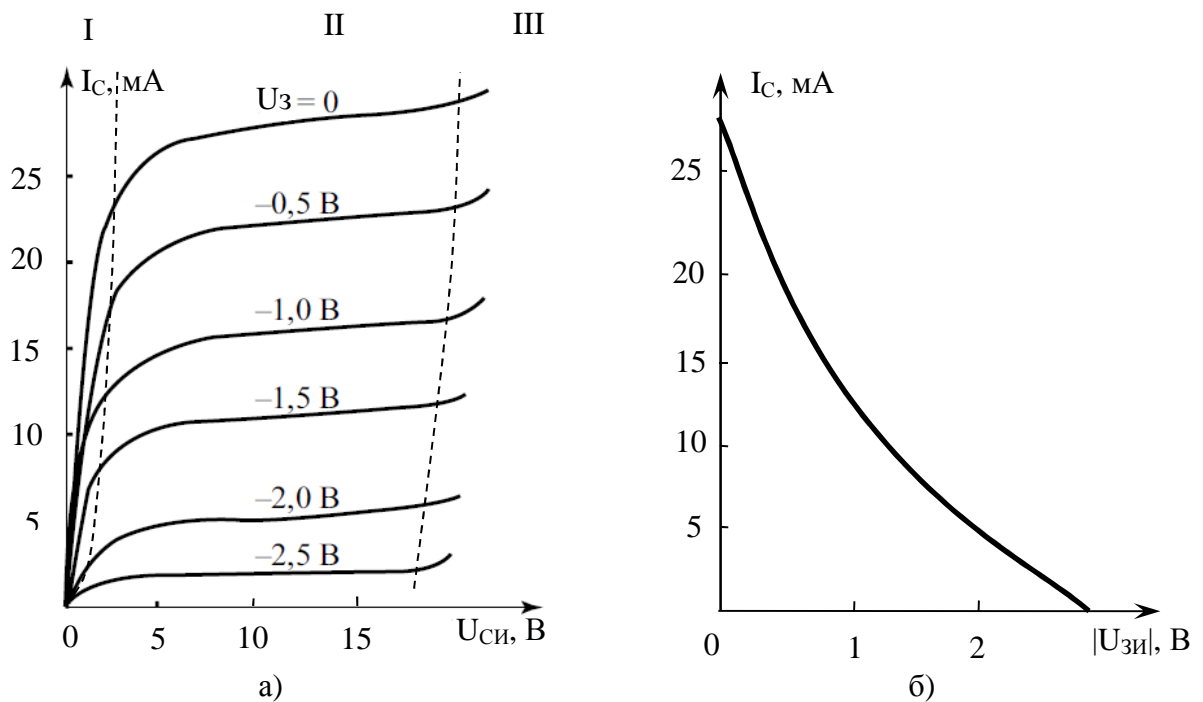 I II III
I_C, мА
U_З = 0
–0,5 В
–1,0 В
–1,5 В
–2,0 В
–2,5 В
25
20
15
10
5
0 5 10 15 U_СИ, В
а)
I_C, мА
25
20
15
10
5
0 1 2 |U_ЗИ|, В
б)